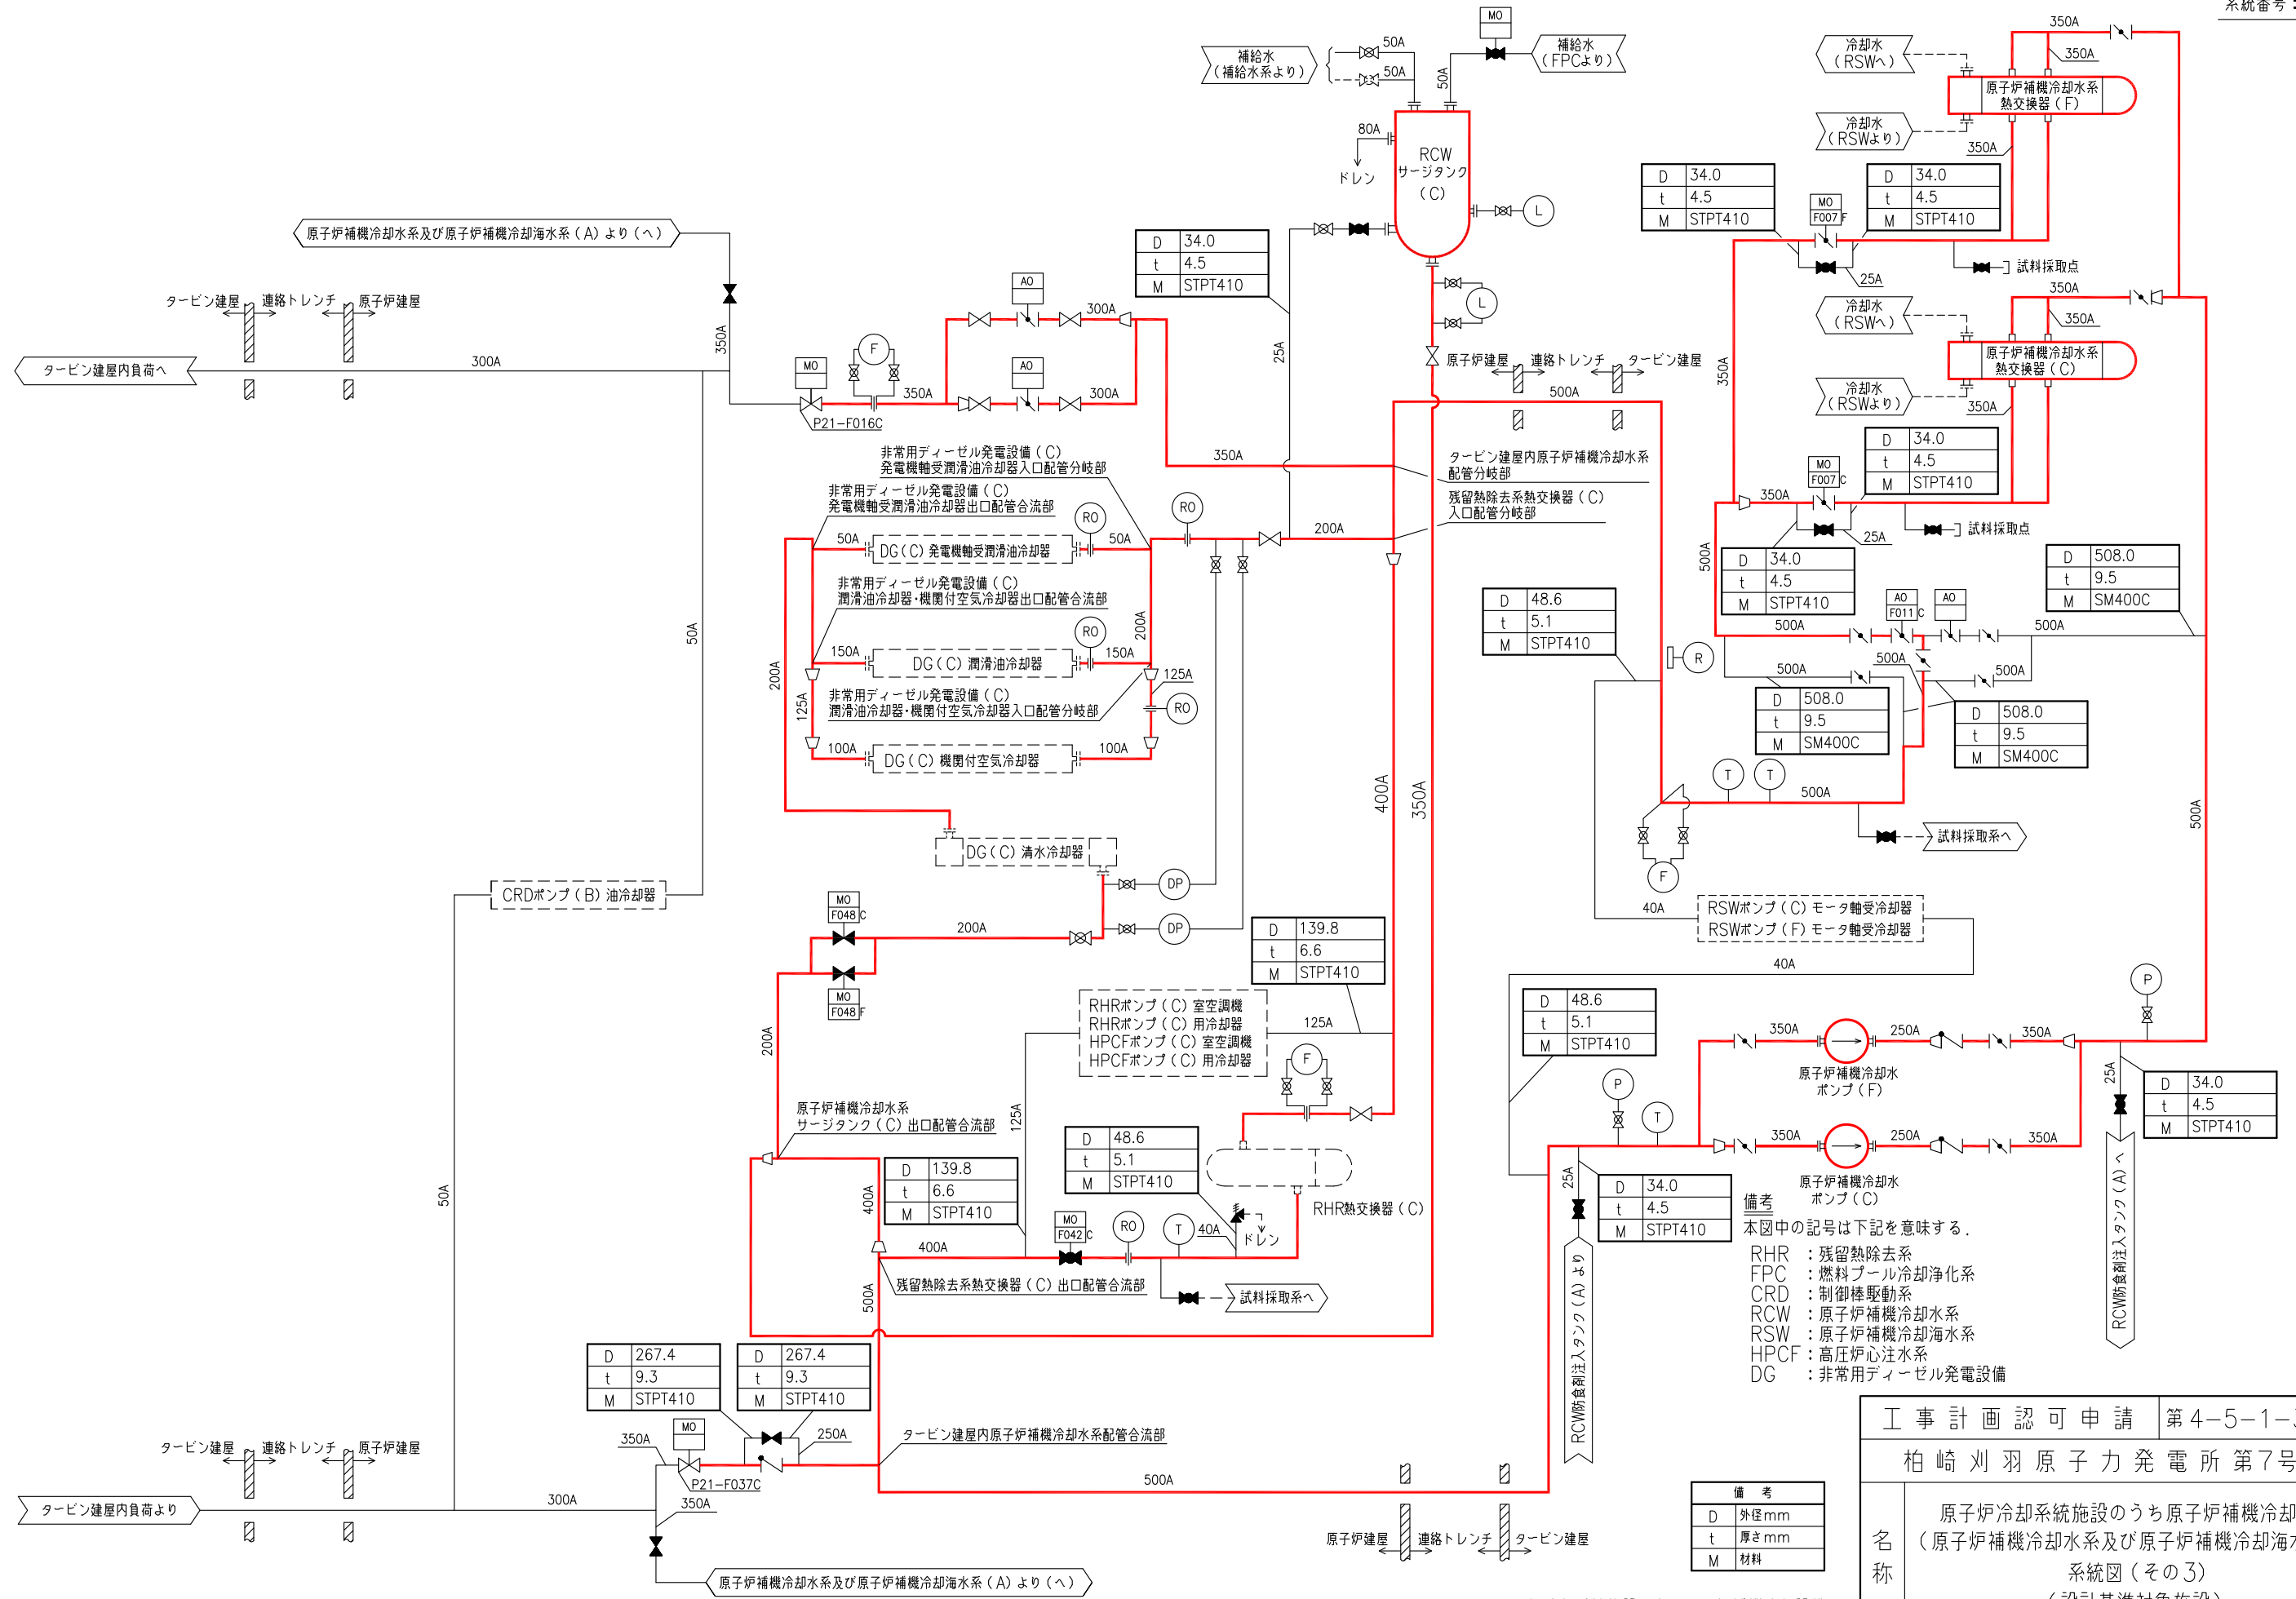 系統番号：
MO
補給水
(補給水系より)
50A
50A
50A
補給水
(FPCより)
80A
ドレン
RCW
サージタンク
(C)
L
L
350A
350A
冷却水
(RSWへ)
原子炉補機冷却水系
熱交換器(F)
冷却水
(RSWより)
350A
D 34.0
t 4.5
M STPT410
MO
F007 F
D 34.0
t 4.5
M STPT410
25A
試料採取点
350A
冷却水
(RSWへ)
350A
原子炉補機冷却水系
熱交換器(C)
冷却水
(RSWより)
350A
350A
原子炉補機冷却水系及び原子炉補機冷却海水系(A)より(へ)
タービン建屋
連絡トレンチ
原子炉建屋
タービン建屋内負荷へ
300A
350A
MO
P21-F016C
F
350A
AO
300A
AO
300A
D 34.0
t 4.5
M STPT410
25A
原子炉建屋
連絡トレンチ
タービン建屋
500A
350A
タービン建屋内原子炉補機冷却水系
配管分岐部
残留熱除去系熱交換器(C)
入口配管分岐部
200A
非常用ディーゼル発電設備(C)
発電機軸受潤滑油冷却器入口配管分岐部
非常用ディーゼル発電設備(C)
発電機軸受潤滑油冷却器出口配管合流部
RO
RO
50A
DG(C)発電機軸受潤滑油冷却器
50A
非常用ディーゼル発電設備(C)
潤滑油冷却器・機関付空気冷却器出口配管合流部
RO
200A
150A
DG(C)潤滑油冷却器
150A
125A
非常用ディーゼル発電設備(C)
潤滑油冷却器・機関付空気冷却器入口配管分岐部
RO
200A
125A
100A
DG(C)機関付空気冷却器
100A
50A
400A
350A
DG(C)清水冷却器
DP
DP
CRDポンプ(B)油冷却器
MO
F048 C
200A
MO
F048 F
200A
50A
350A
MO
F007 C
D 34.0
t 4.5
M STPT410
25A
試料採取点
500A
D 34.0
t 4.5
M STPT410
D 508.0
t 9.5
M SM400C
AO
F011 C
AO
500A
500A
D 48.6
t 5.1
M STPT410
R
500A
500A
500A
D 508.0
t 9.5
M SM400C
D 508.0
t 9.5
M SM400C
T
T
500A
500A
試料採取系へ
F
40A
RSWポンプ(C)モータ軸受冷却器
RSWポンプ(F)モータ軸受冷却器
40A
D 139.8
t 6.6
M STPT410
RHRポンプ(C)室空調機
RHRポンプ(C)用冷却器
HPCFポンプ(C)室空調機
HPCFポンプ(C)用冷却器
125A
125A
F
D 48.6
t 5.1
M STPT410
P
350A
250A
350A
原子炉補機冷却水
ポンプ(F)
P
T
350A
250A
350A
原子炉補機冷却水
ポンプ(C)
25A
D 34.0
t 4.5
M STPT410
RCW防食剤注入タンク(A)へ
原子炉補機冷却水系
サージタンク(C)出口配管合流部
D 139.8
t 6.6
M STPT410
D 48.6
t 5.1
M STPT410
RHR熱交換器(C)
400A
400A
MO
F042 C
RO
T
40A
ドレン
500A
残留熱除去系熱交換器(C)出口配管合流部
試料採取系へ
25A
D 34.0
t 4.5
M STPT410
RCW防食剤注入タンク(A)より
備考
本図中の記号は下記を意味する．
RHR ：残留熱除去系
FPC ：燃料プール冷却浄化系
CRD ：制御棒駆動系
RCW ：原子炉補機冷却水系
RSW ：原子炉補機冷却海水系
HPCF：高圧炉心注水系
DG ：非常用ディーゼル発電設備
D 267.4
t 9.3
M STPT410
D 267.4
t 9.3
M STPT410
350A
MO
P21-F037C
250A
タービン建屋内原子炉補機冷却水系配管合流部
500A
タービン建屋
連絡トレンチ
原子炉建屋
タービン建屋内負荷より
300A
350A
原子炉補機冷却水系及び原子炉補機冷却海水系(A)より(へ)
原子炉建屋
連絡トレンチ
タービン建屋
備 考
D 外径mm
t 厚さmm
M 材料
工事計画認可申請 第4-5-1-
柏崎刈羽原子力発電所第7号
名称
原子炉冷却系統施設のうち原子炉補機冷却
(原子炉補機冷却水系及び原子炉補機冷却海
系統図(その3)